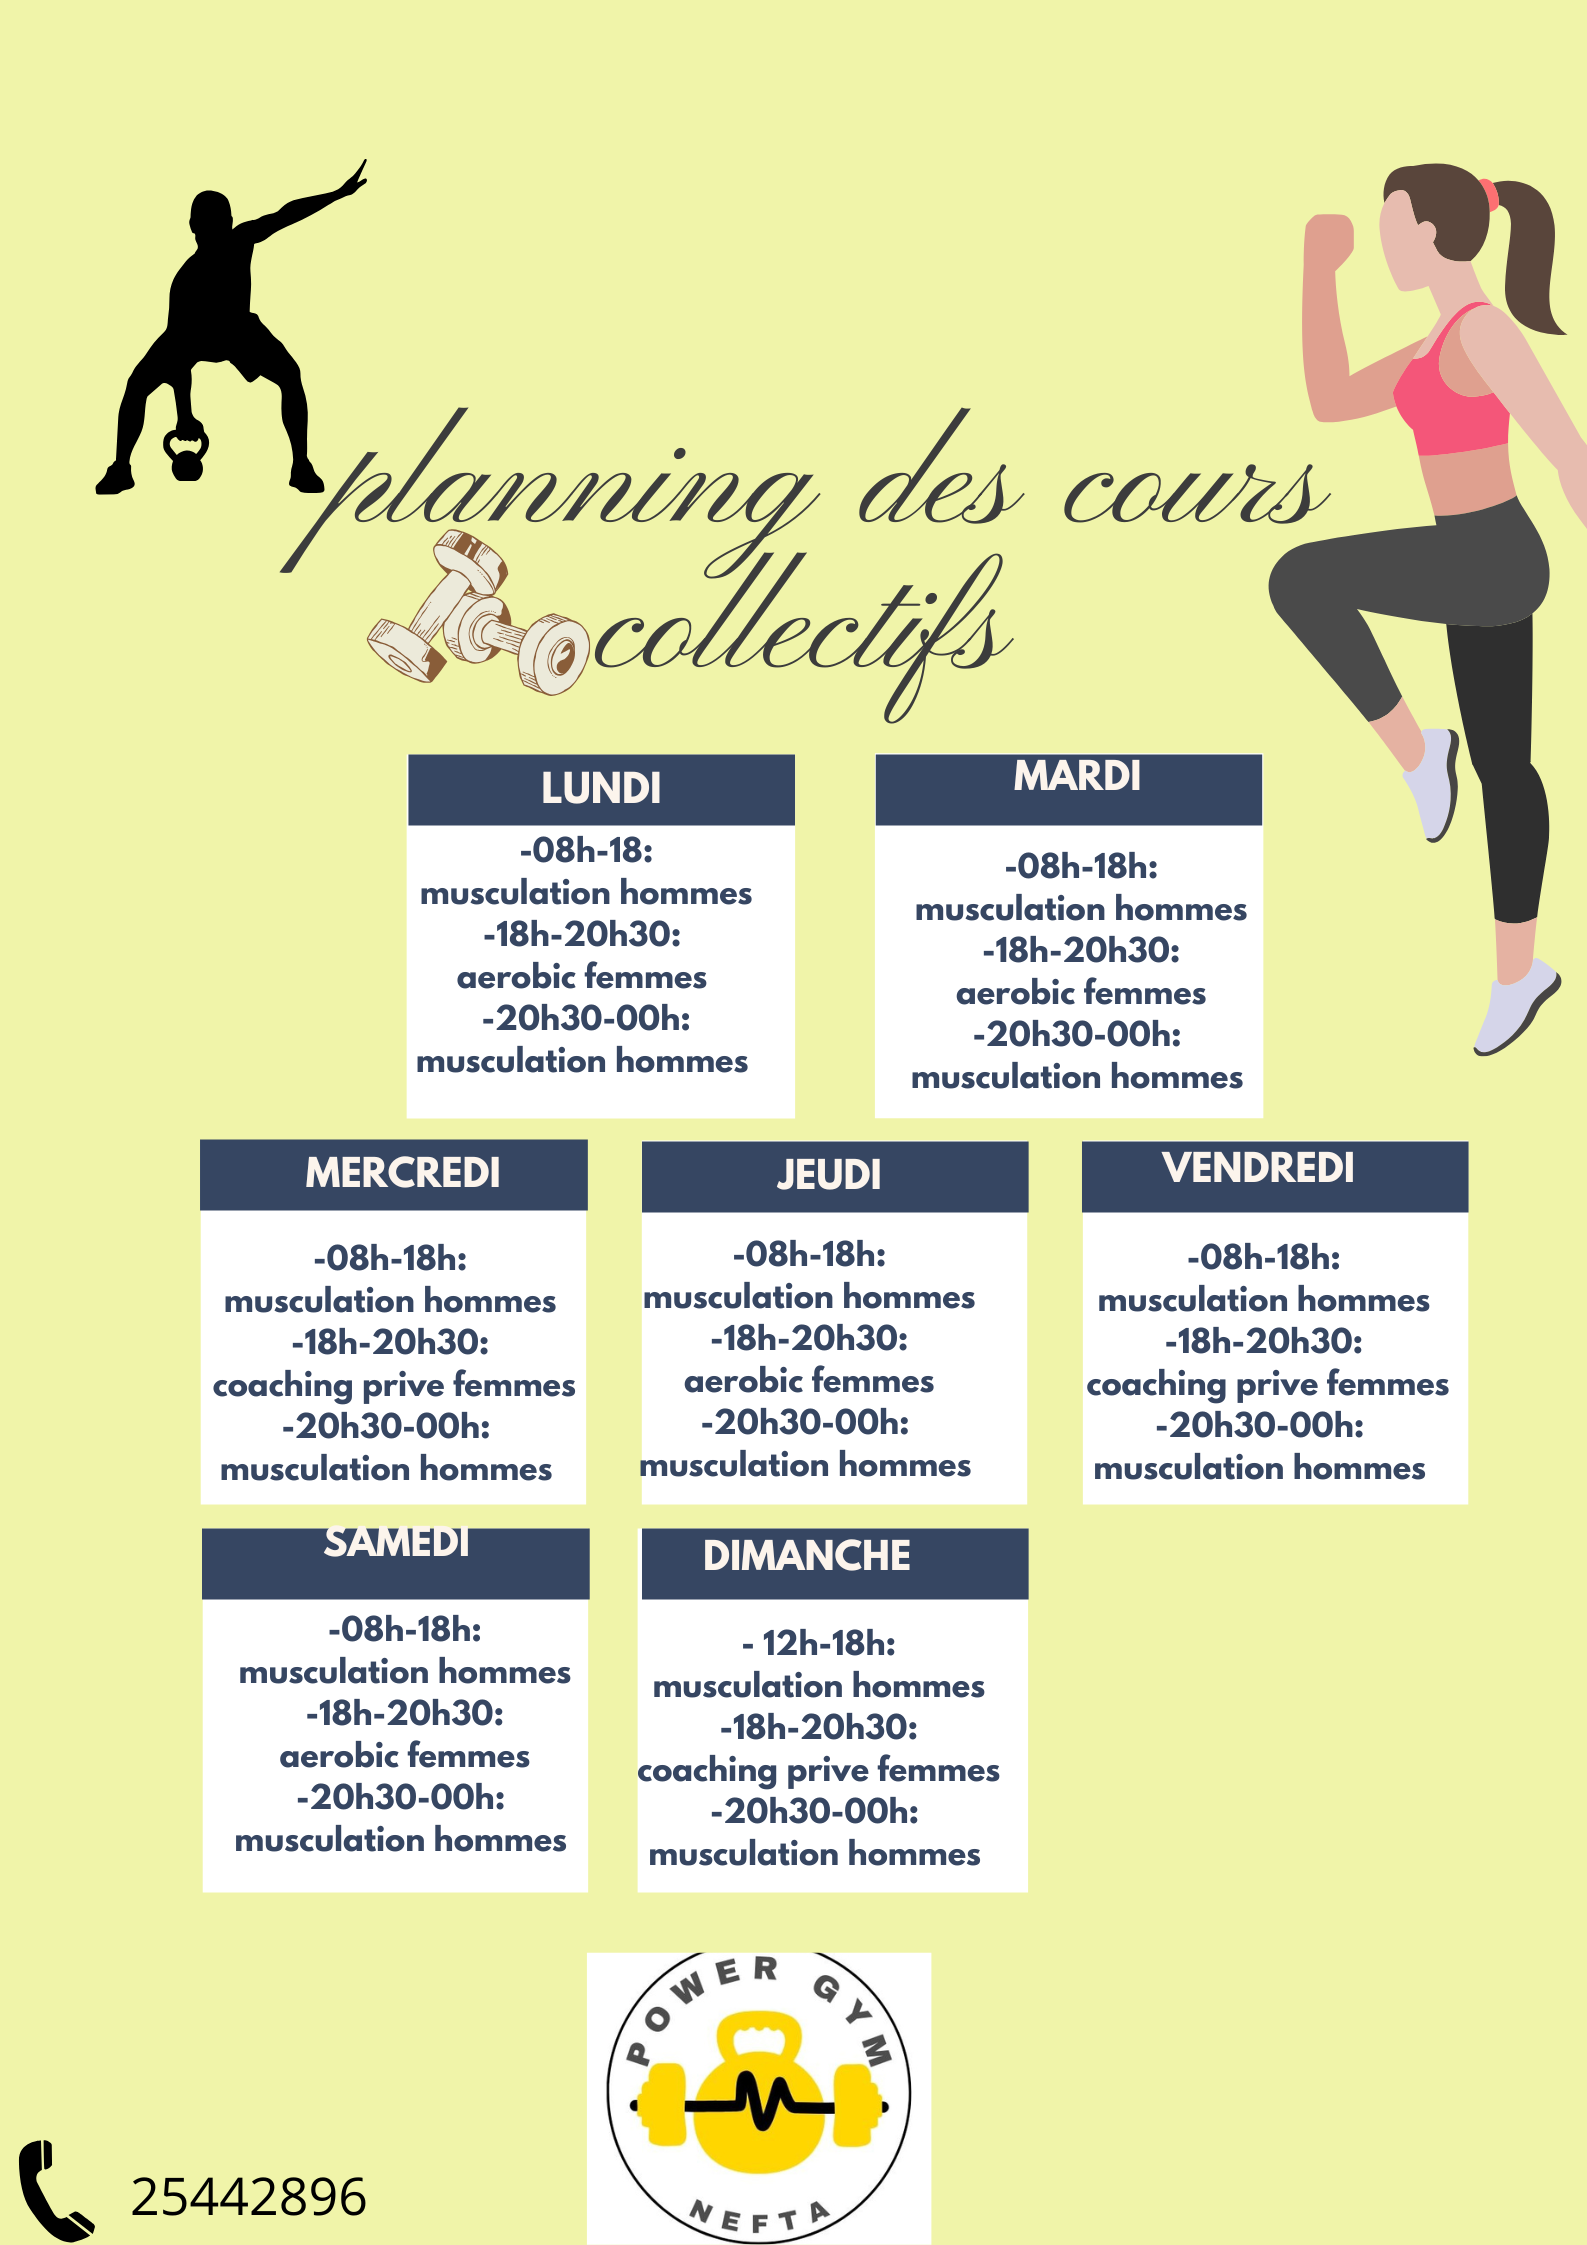 planning des cours
collectifs
LUNDI
-08h-18:
musculation hommes
-18h-20h30:
aerobic femmes
-20h30-00h:
musculation hommes
MARDI
-08h-18h:
musculation hommes
-18h-20h30:
aerobic femmes
-20h30-00h:
musculation hommes
MERCREDI
-08h-18h:
musculation hommes
-18h-20h30:
coaching prive femmes
-20h30-00h:
musculation hommes
JEUDI
-08h-18h:
musculation hommes
-18h-20h30:
aerobic femmes
-20h30-00h:
musculation hommes
VENDREDI
-08h-18h:
musculation hommes
-18h-20h30:
coaching prive femmes
-20h30-00h:
musculation hommes
SAMEDI
-08h-18h:
musculation hommes
-18h-20h30:
aerobic femmes
-20h30-00h:
musculation hommes
DIMANCHE
- 12h-18h:
musculation hommes
-18h-20h30:
coaching prive femmes
-20h30-00h:
musculation hommes
POWER GYM
NEFTA
25442896